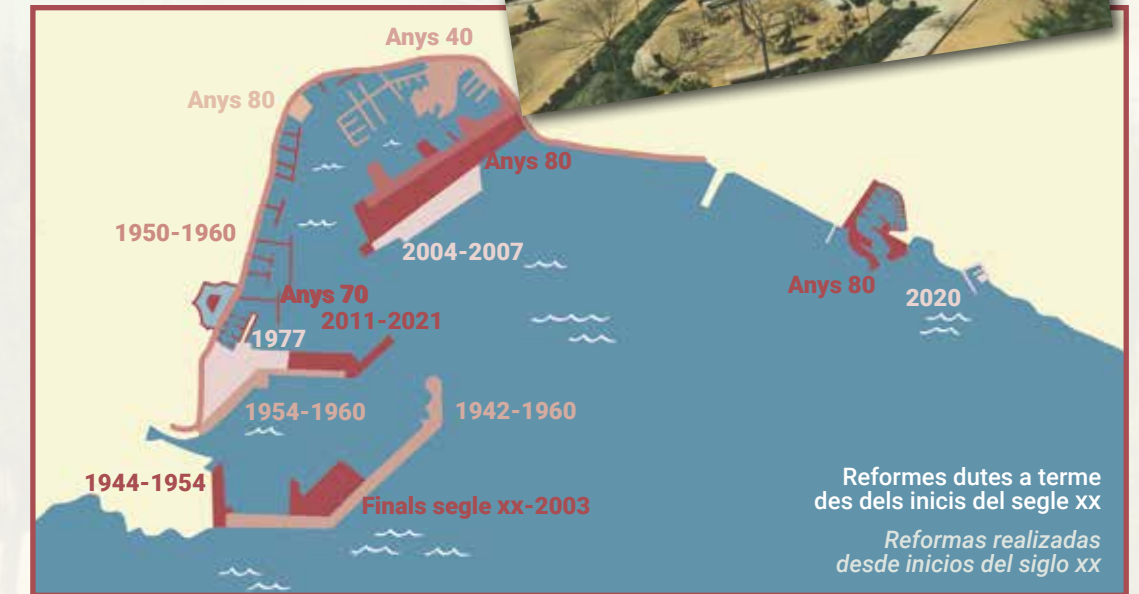 Anys 40
Anys 80
Anys 80
1950-1960
2004-2007
Anys 80
2020
Anys 70
2011-2021
1977
1954-1960
1942-1960
1944-1954
Finals segle xx-2003
Reformes dutes a terme
des dels inicis del segle xx
Reformas realizadas
desde inicios del siglo xx